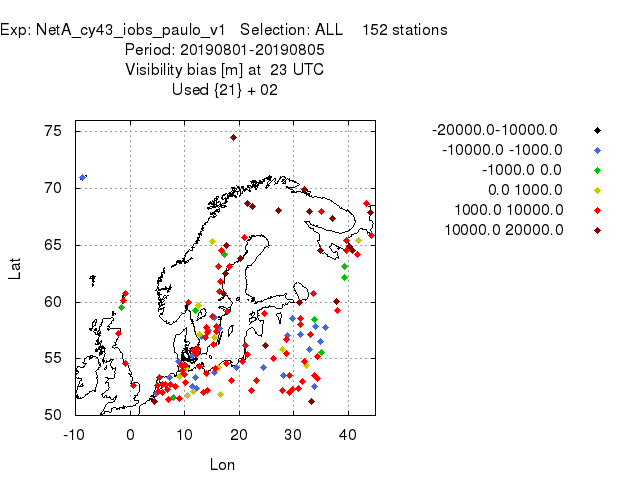 Exp: NetA_cy43_iobs_paulo_v1 Selection: ALL 152 stations
Period: 20190801-20190805
Visibility bias [m] at 23 UTC
Used {21} + 02
-20000.0-10000.0
-10000.0 -1000.0
-1000.0 0.0
0.0 1000.0
1000.0 10000.0
10000.0 20000.0
75
70
65
60
55
50
Lat
-10 0 10 20 30 40
Lon